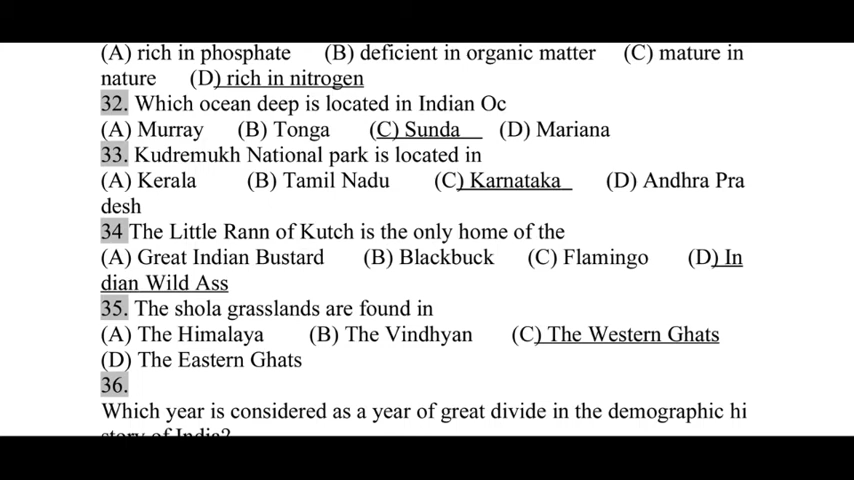 (A) rich in phosphate (B) deficient in organic matter (C) mature in
nature (D) rich in nitrogen
32. Which ocean deep is located in Indian Oc
(A) Murray (B) Tonga (C) Sunda (D) Mariana
33. Kudremukh National park is located in
(A) Kerala (B) Tamil Nadu (C) Karnataka (D) Andhra Pra
desh
34 The Little Rann of Kutch is the only home of the
(A) Great Indian Bustard (B) Blackbuck (C) Flamingo (D) In
dian Wild Ass
35. The shola grasslands are found in
(A) The Himalaya (B) The Vindhyan (C) The Western Ghats
(D) The Eastern Ghats
36.
Which year is considered as a year of great divide in the demographic hi
story of India?